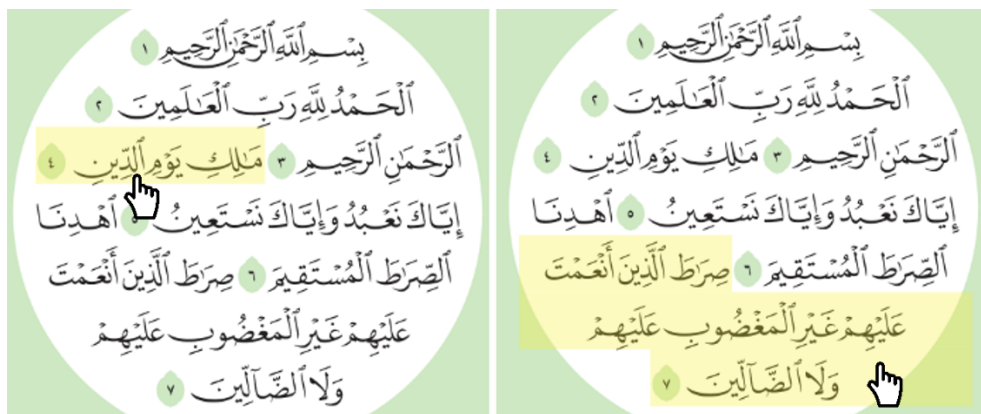 بِسْمِ ٱللَّهِ ٱلرَّحْمَٰنِ ٱلرَّحِيمِ ١
ٱلْحَمْدُ لِلَّهِ رَبِّ ٱلْعَٰلَمِينَ ٢
ٱلرَّحْمَٰنِ ٱلرَّحِيمِ ٣ مَٰلِكِ يَوْمِ ٱلدِّينِ ٤
إِيَّاكَ نَعْبُدُ وَإِيَّاكَ نَسْتَعِينُ ٥ ٱهْدِنَا
ٱلصِّرَٰطَ ٱلْمُسْتَقِيمَ ٦ صِرَٰطَ ٱلَّذِينَ أَنْعَمْتَ
عَلَيْهِمْ غَيْرِ ٱلْمَغْضُوبِ عَلَيْهِمْ
وَلَا ٱلضَّآلِّينَ ٧
بِسْمِ ٱللَّهِ ٱلرَّحْمَٰنِ ٱلرَّحِيمِ ١
ٱلْحَمْدُ لِلَّهِ رَبِّ ٱلْعَٰلَمِينَ ٢
ٱلرَّحْمَٰنِ ٱلرَّحِيمِ ٣ مَٰلِكِ يَوْمِ ٱلدِّينِ ٤
إِيَّاكَ نَعْبُدُ وَإِيَّاكَ نَسْتَعِينُ ٥ ٱهْدِنَا
ٱلصِّرَٰطَ ٱلْمُسْتَقِيمَ ٦ صِرَٰطَ ٱلَّذِينَ أَنْعَمْتَ
عَلَيْهِمْ غَيْرِ ٱلْمَغْضُوبِ عَلَيْهِمْ
وَلَا ٱلضَّآلِّينَ ٧